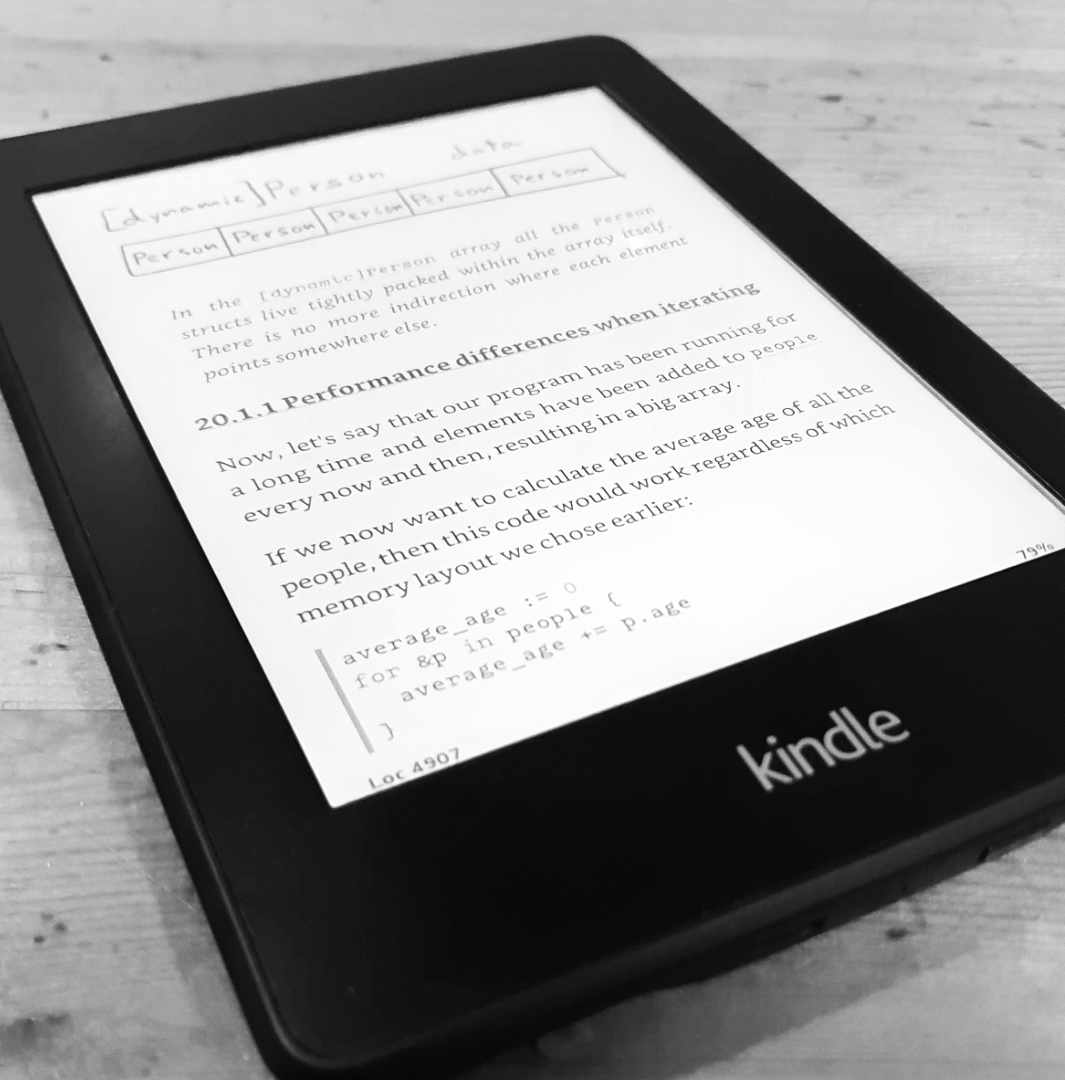 [dynamic]Person data
Person Person Person Person Person
In the [dynamic]Person array all the Person
structs live tightly packed within the array itself.
There is no more indirection where each element
points somewhere else.
20.1.1 Performance differences when iterating
Now, let's say that our program has been running for
a long time and elements have been added to people
every now and then, resulting in a big array.
If we now want to calculate the average age of all the
people, then this code would work regardless of which
memory layout we chose earlier:
average_age := 0
for &p in people {
average_age += p.age
}
Loc 4907 79%
kindle